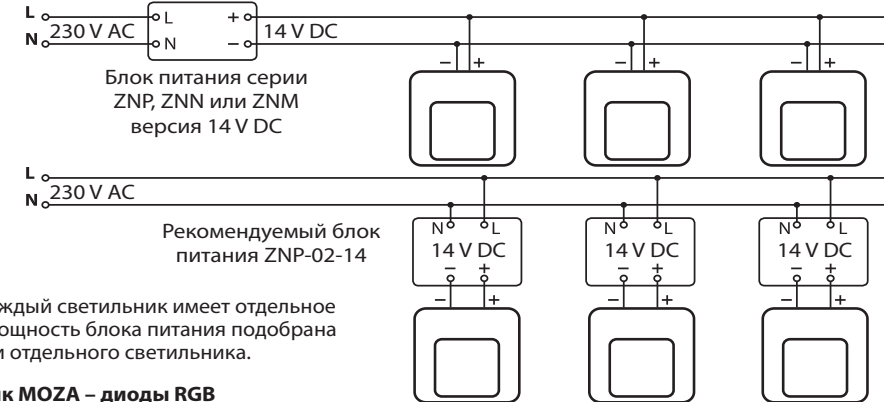 L 230 V AC L + 14 V DC
N N –
– + – + – +
Блок питания серии
ZNP, ZNN или ZNM
версия 14 V DC
L 230 V AC
N
Рекомендуемый блок
питания ZNP-02-14
N L N L N L
14 V DC 14 V DC 14 V DC
– + – + – +
– + – + – +
светильник имеет отдельное
блока питания подобрана
отдельного светильника.
MOZA – диоды RGB